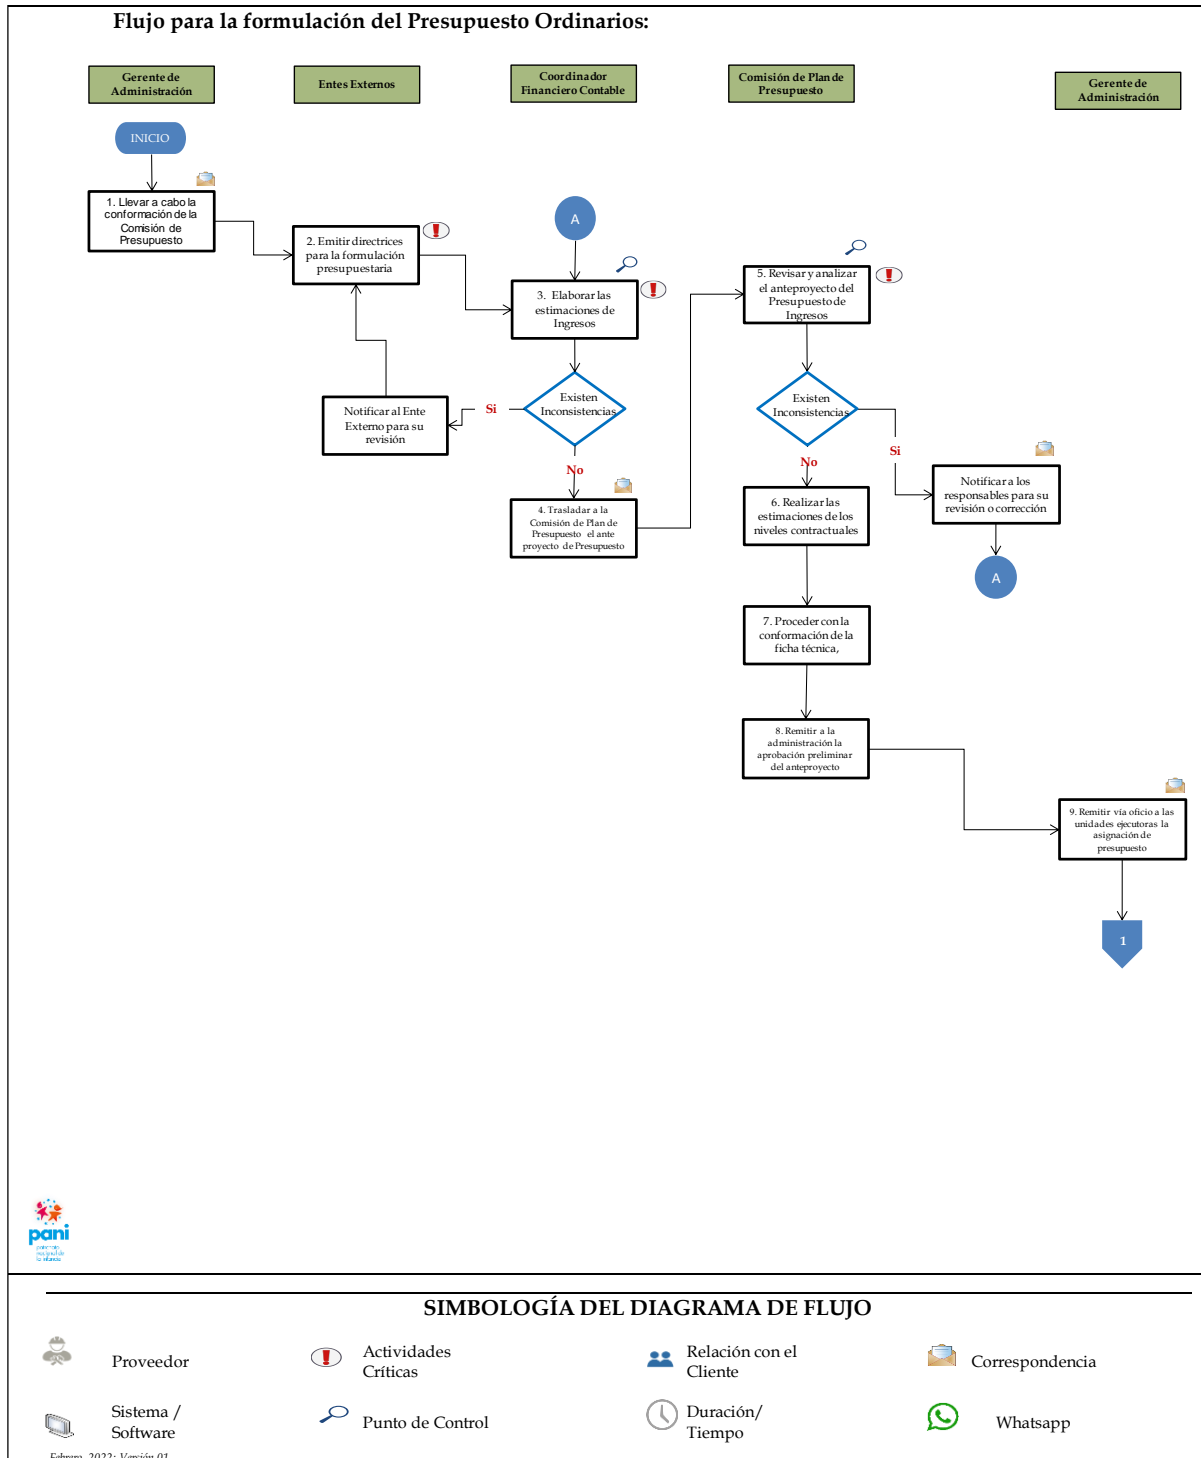 Flujo para la formulación del Presupuesto Ordinarios:
Gerente de
Administración
Entes Externos
Coordinador
Financiero Contable
Comisión de Plan de
Presupuesto
Gerente de
Administración
INICIO
1. Llevar a cabo la
conformación de la
Comisión de
Presupuesto
2. Emitir directrices
para la formulación
presupuestaria
A
3. Elaborar las
estimaciones de
Ingresos
5. Revisar y analizar
el anteproyecto del
Presupuesto de
Ingresos
Existen
Inconsistencias
Si
Notificar al Ente
Externo para su
revisión
No
4. Trasladar a la
Comisión de Plan de
Presupuesto el ante
proyecto de Presupuesto
Existen
Inconsistencias
Si
No
Notificar a los
responsables para su
revisión o corrección
A
6. Realizar las
estimaciones de los
niveles contractuales
7. Proceder con la
conformación de la
ficha técnica,
8. Remitir a la
administración la
aprobación preliminar
del anteproyecto
9. Remitir vía oficio a las
unidades ejecutoras la
asignación de
presupuesto
1
pani
patronato
nacional de
la infancia
SIMBOLOGÍA DEL DIAGRAMA DE FLUJO
Proveedor
Actividades
Críticas
Relación con el
Cliente
Correspondencia
Sistema /
Software
Punto de Control
Duración/
Tiempo
Whatsapp
Febrero, 2022: Versión 01